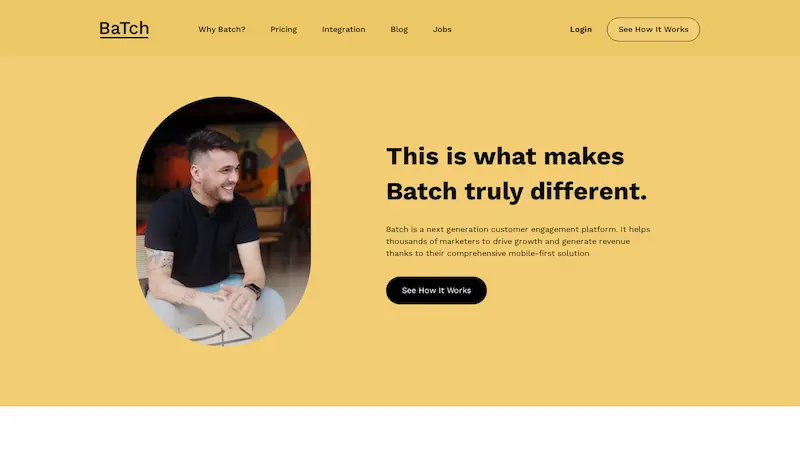 BaTch
Why Batch?
Pricing
Integration
Blog
Jobs
Login
See How It Works
This is what makes
Batch truly different.
Batch is a next generation customer engagement platform. It helps
thousands of marketers to drive growth and generate revenue
thanks to their comprehensive mobile-first solution
See How It Works